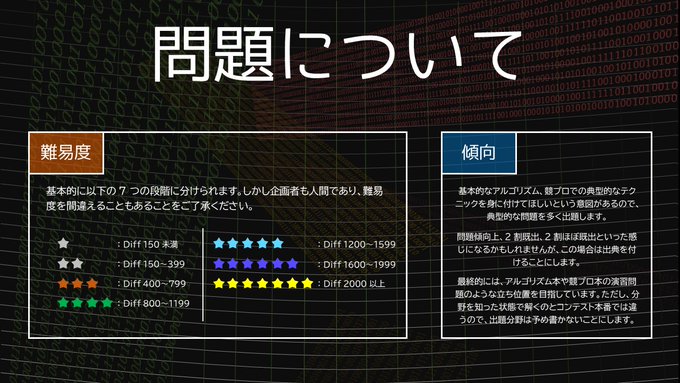 問題について
難易度
基本的に以下の 7 つの段階に分けられます。しかし企画者も人間であり、難易
度を間違えることもあることをご了承ください。
★ : Diff 150 未満
★★ : Diff 150~399
★★★ : Diff 400~799
★★★★ : Diff 800~1199
★★★★★ : Diff 1200~1599
★★★★★★ : Diff 1600~1999
★★★★★★★ : Diff 2000 以上
傾向
基本的なアルゴリズム、競プロでの典型的なテク
ニックを身に付けてほしいという意図があるので、
典型的な問題を多く出題します。
問題傾向上、2 割既出、2 割ほぼ既出といった感
じになるかもしれませんが、この場合は出典を付
けることにします。
最終的には、アルゴリズム本や競プロ本の演習問
題のような立ち位置を目指しています。ただし、分
野を知った状態で解くのとコンテスト本番では違
うので、出題分野は予め書かないことにします。